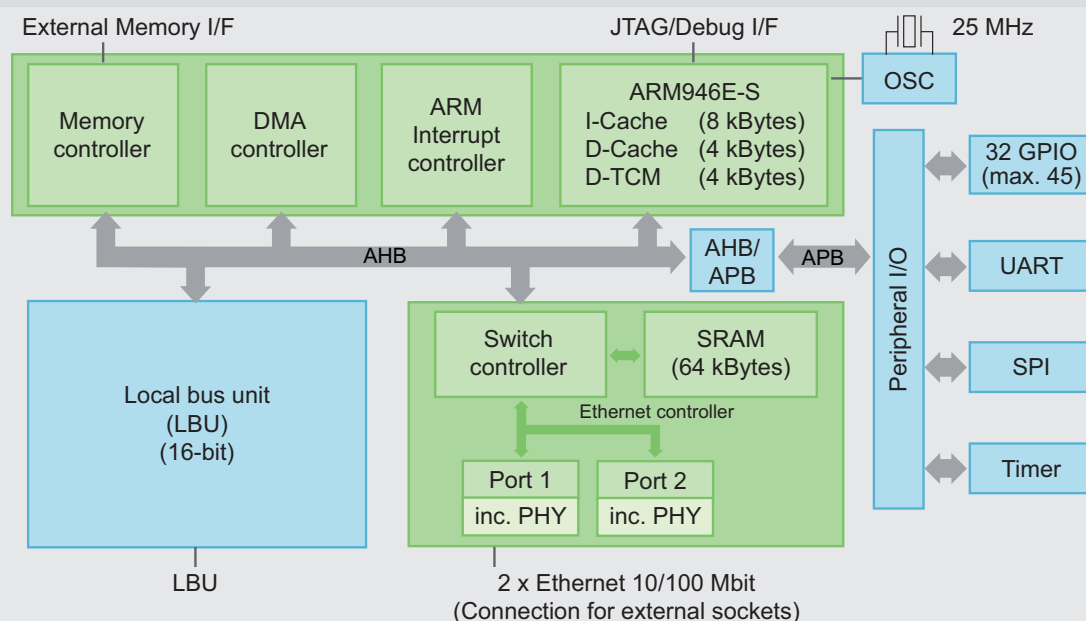 External Memory I/F
JTAG/Debug I/F
25 MHz
OSC
Memory
controller
DMA
controller
ARM
Interrupt
controller
ARM946E-S
I-Cache (8 kBytes)
D-Cache (4 kBytes)
D-TCM (4 kBytes)
32 GPIO
(max. 45)
AHB
AHB/
APB
APB
Peripheral I/O
UART
SPI
Timer
Local bus unit
(LBU)
(16-bit)
Switch
controller
SRAM
(64 kBytes)
Ethernet controller
Port 1
inc. PHY
Port 2
inc. PHY
LBU
2 x Ethernet 10/100 Mbit
(Connection for external sockets)